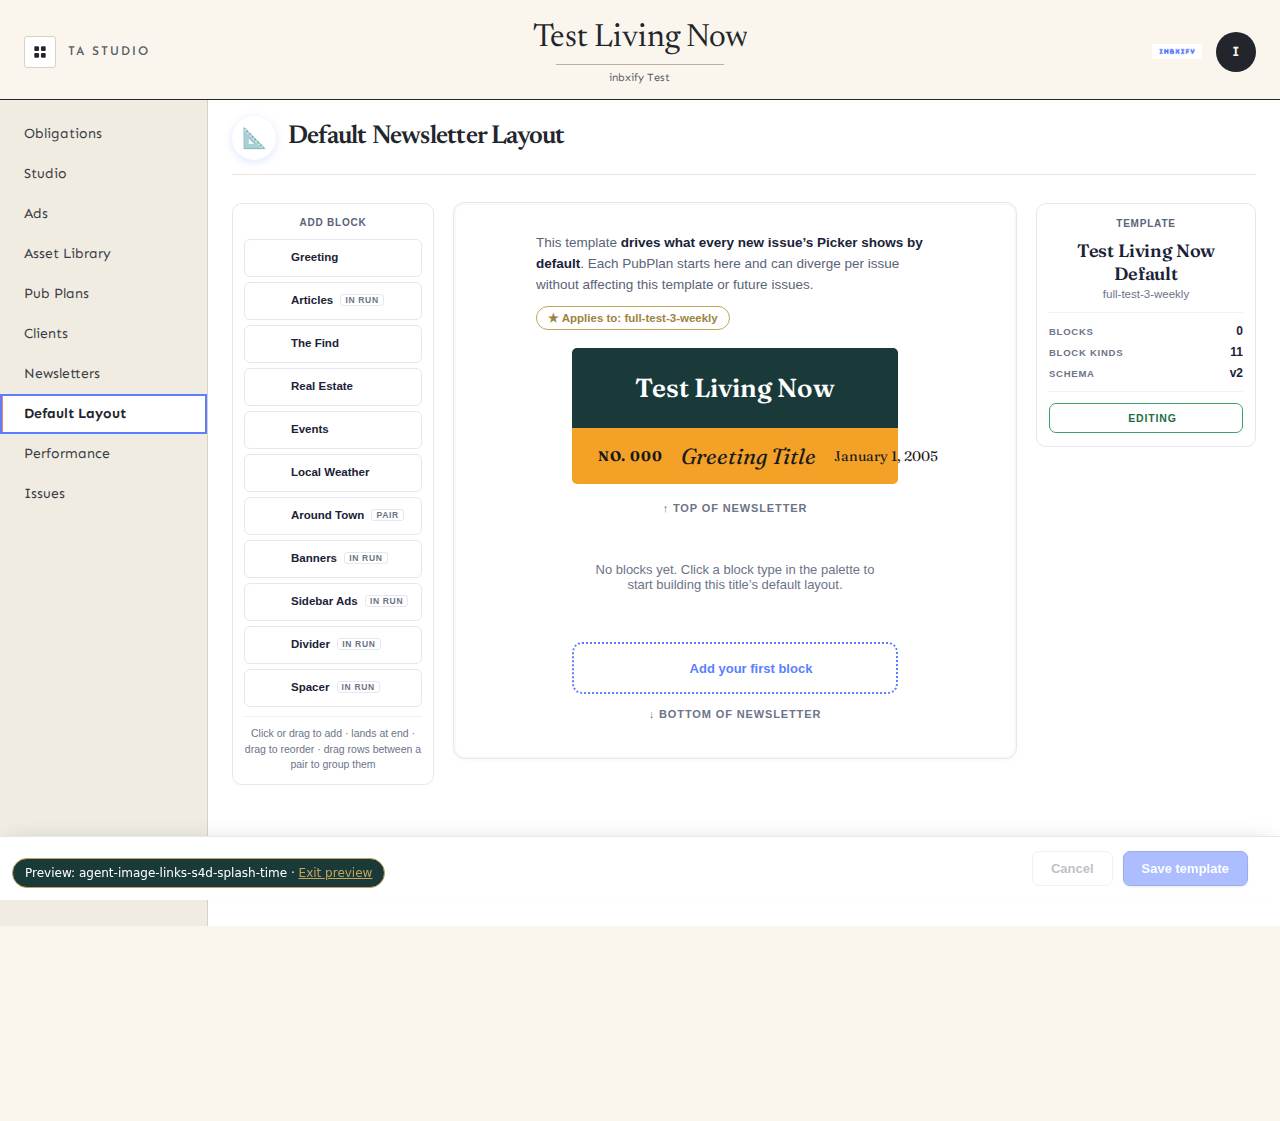 TA STUDIO
Test Living Now
inbxify Test
INBXIFY
I
Obligations
Studio
Ads
Asset Library
Pub Plans
Clients
Newsletters
Default Layout
Performance
Issues
Default Newsletter Layout
ADD BLOCK
Greeting
Articles IN RUN
The Find
Real Estate
Events
Local Weather
Around Town PAIR
Banners IN RUN
Sidebar Ads IN RUN
Divider IN RUN
Spacer IN RUN
Click or drag to add · lands at end ·
drag to reorder · drag rows between a
pair to group them
This template drives what every new issue’s Picker shows by
default. Each PubPlan starts here and can diverge per issue
without affecting this template or future issues.
★ Applies to: full-test-3-weekly
Test Living Now
NO. 000 Greeting Title January 1, 2005
↑ TOP OF NEWSLETTER
No blocks yet. Click a block type in the palette to
start building this title’s default layout.
Add your first block
↓ BOTTOM OF NEWSLETTER
TEMPLATE
Test Living Now
Default
full-test-3-weekly
BLOCKS 0
BLOCK KINDS 11
SCHEMA v2
EDITING
Preview: agent-image-links-s4d-splash-time · Exit preview
Cancel
Save template